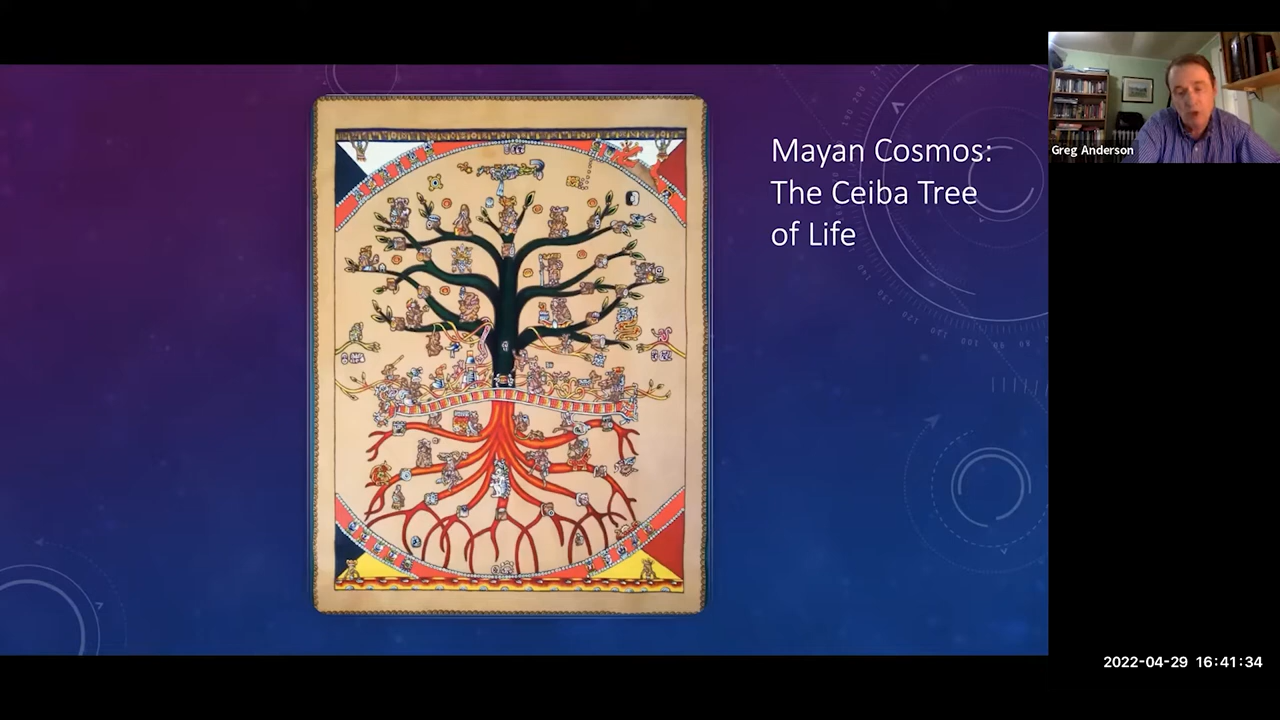 Mayan Cosmos:
The Ceiba Tree
of Life
Greg Anderson
2022-04-29 16:41:34